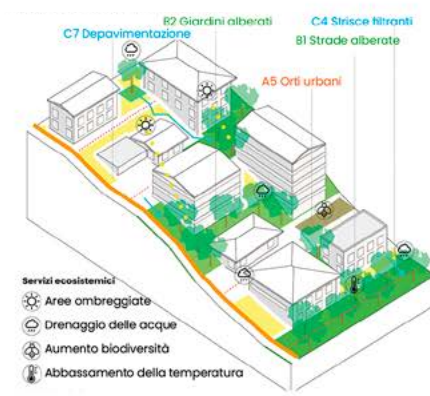 B2 Giardini alberati
C4 Strisce filtranti
C7 Depavimentazione
B1 Strade alberate
A5 Orti urbani
Servizi ecosistemici
Aree ombreggiate
Drenaggio delle acque
Aumento biodiversità
Abbassamento della temperatura